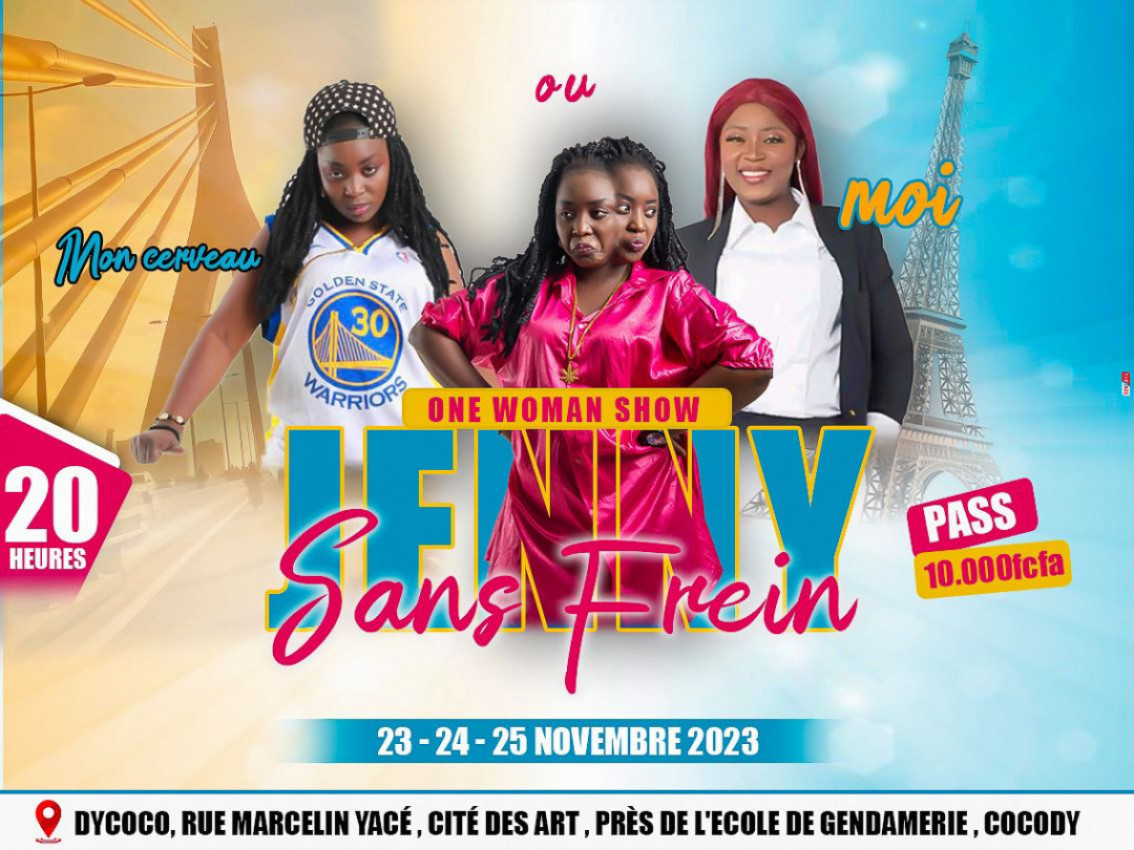 ou
moi
Mon cerveau
GOLDEN STATE
30
WARRIORS
ONE WOMAN SHOW
JENNY
Sans Frein
20
HEURES
PASS
10.000fcfa
23 - 24 - 25 NOVEMBRE 2023
DYCOCO, RUE MARCELIN YACÉ , CITÉ DES ART , PRÈS DE L'ECOLE DE GENDAMERIE , COCODY